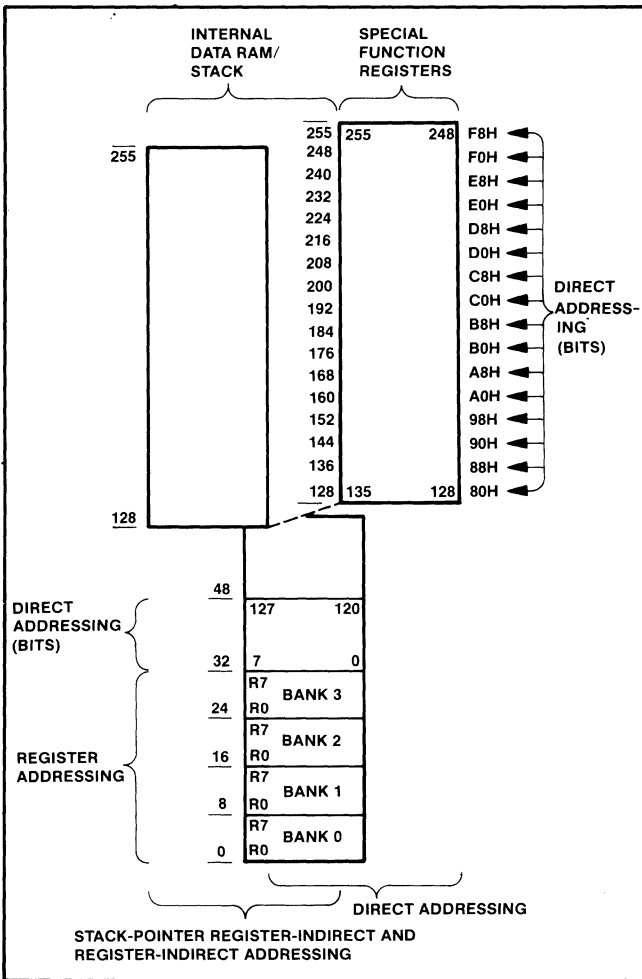 INTERNAL
DATA RAM/
STACK
SPECIAL
FUNCTION
REGISTERS
255
128
255
248
240
232
224
216
208
200
192
184
176
168
160
152
144
136
128
255 248
135 128
F8H
F0H
E8H
E0H
D8H
D0H
C8H
C0H
B8H
B0H
A8H
A0H
98H
90H
88H
80H
DIRECT
ADDRESS-
ING
(BITS)
48
DIRECT
ADDRESSING
(BITS)
127 120
32
7 0
REGISTER
ADDRESSING
R7
BANK 3
24 R0
R7
BANK 2
16 R0
R7
BANK 1
8 R0
R7
BANK 0
0 R0
DIRECT ADDRESSING
STACK-POINTER REGISTER-INDIRECT AND
REGISTER-INDIRECT ADDRESSING